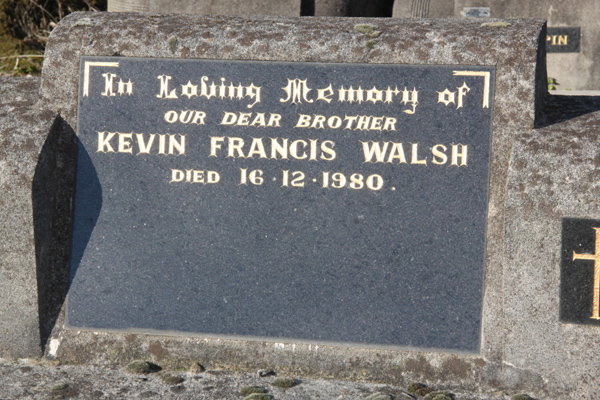 In Loving Memory of
OUR DEAR BROTHER
KEVIN FRANCIS WALSH
DIED 16·12·1980.